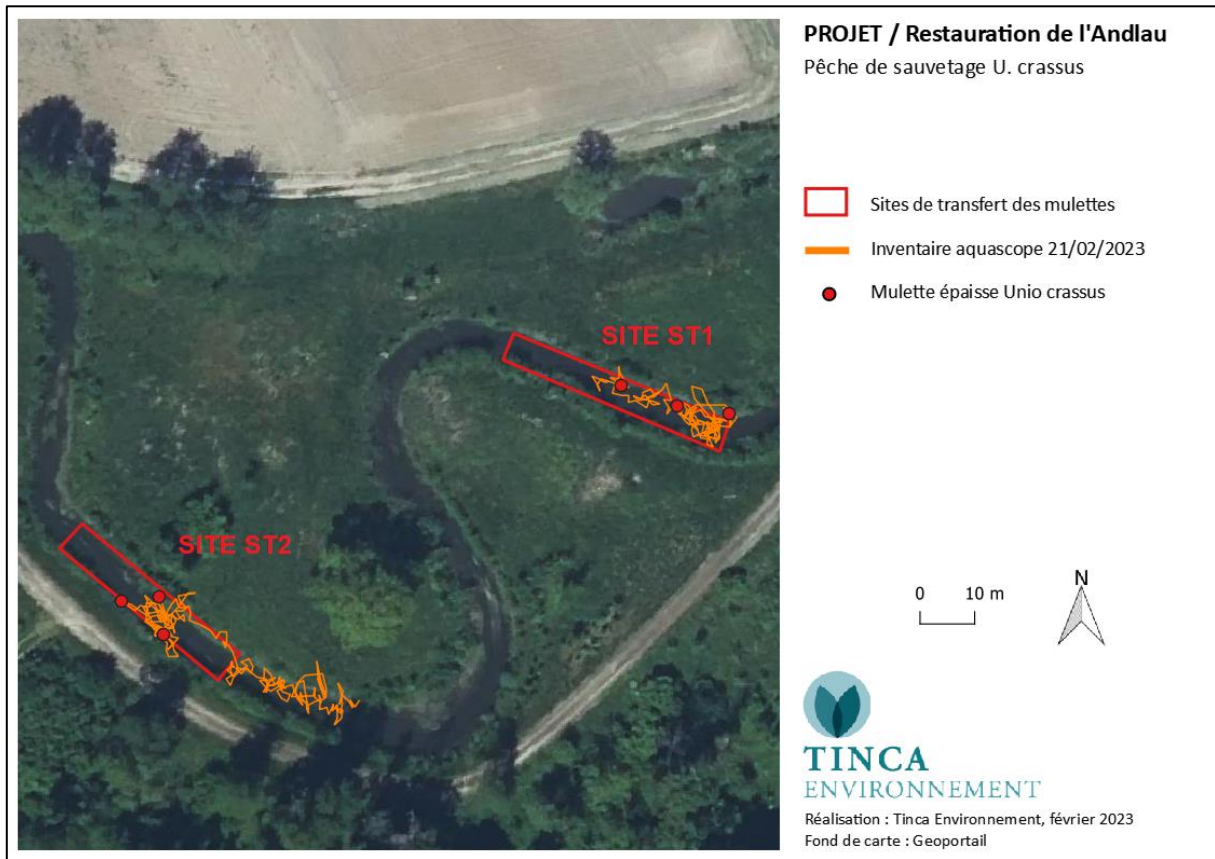 PROJET / Restauration de l'Andlau
Pêche de sauvetage U. crassus
Sites de transfert des mulettes
Inventaire aquascope 21/02/2023
Mulette épaisse Unio crassus
SITE ST1
SITE ST2
0 10 m
N
TINCA
ENVIRONNEMENT
Réalisation : Tinca Environnement, février 2023
Fond de carte : Geoportail